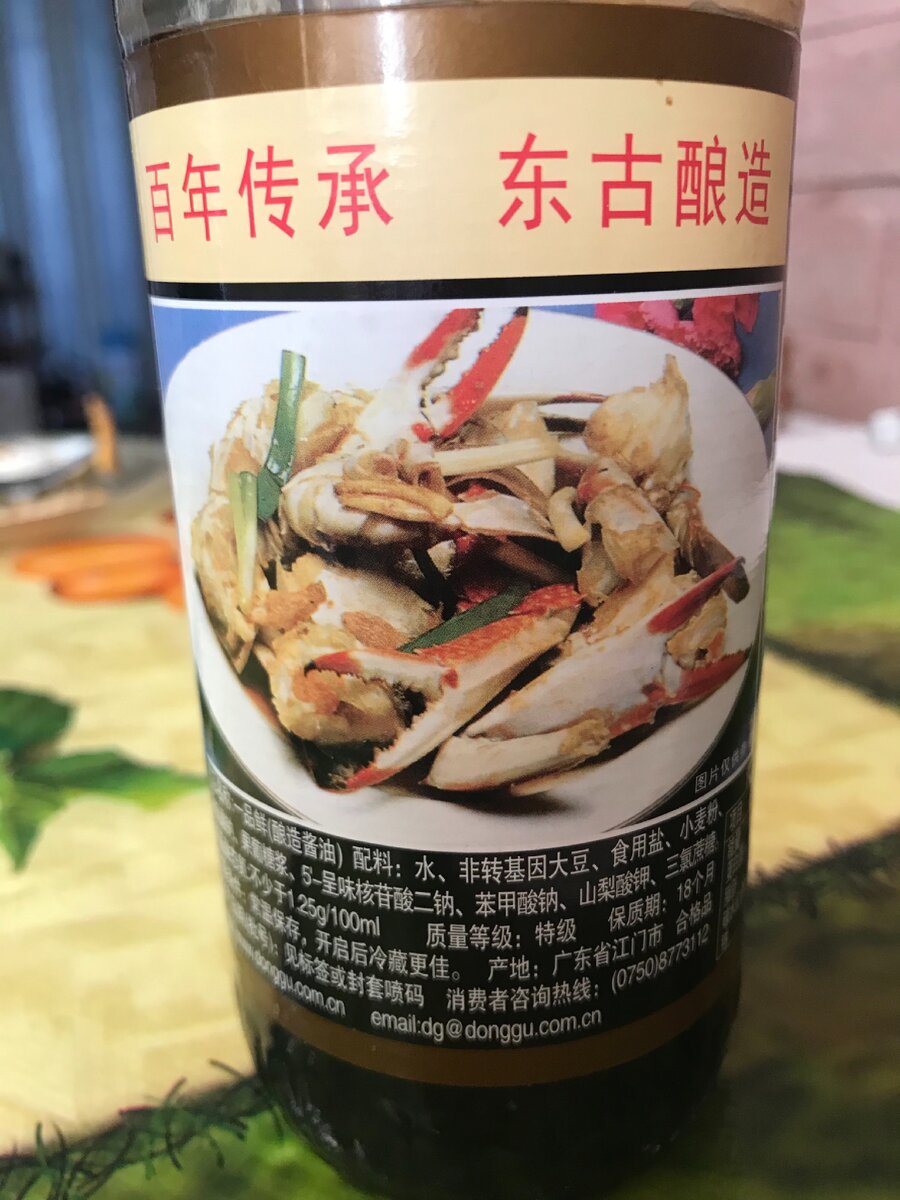 百年传承 东古酿造
图片仅供
一品鲜(酿造酱油) 配料：水、非转基因大豆、食用盐、小麦粉、
果葡糖浆、5-呈味核苷酸二钠、苯甲酸钠、山梨酸钾、三氯蔗糖。
不少于1.25g/100ml 质量等级：特级 保质期：18个月
保存，开启后冷藏更佳。 产地：广东省江门市 合格品
见标签或封套喷码 消费者咨询热线：(0750)8773112
donggu.com.cn email:dg@donggu.com.cn